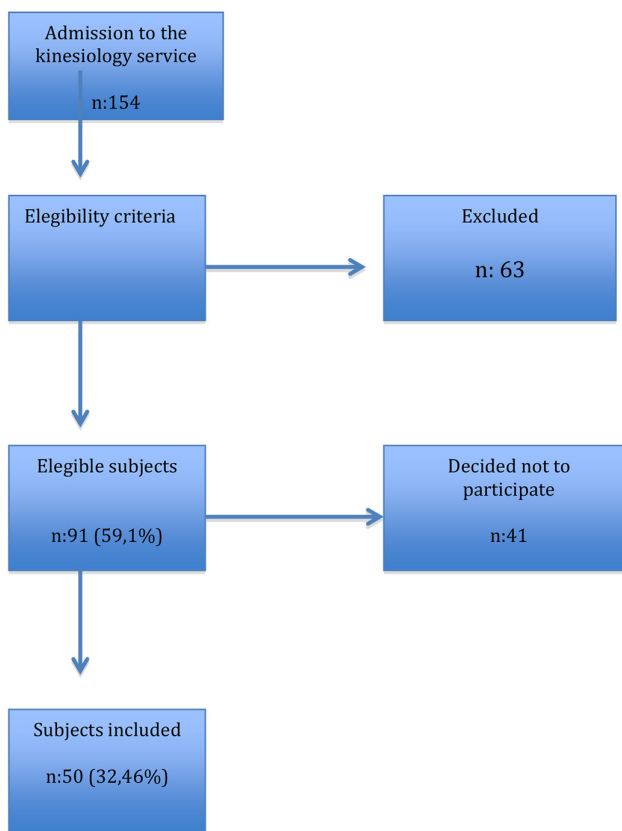 Admission to the
kinesiology service
n:154
Elegibility criteria
Excluded
n: 63
Elegible subjects
n:91 (59,1%)
Decided not to
participate
n:41
Subjects included
n:50 (32,46%)